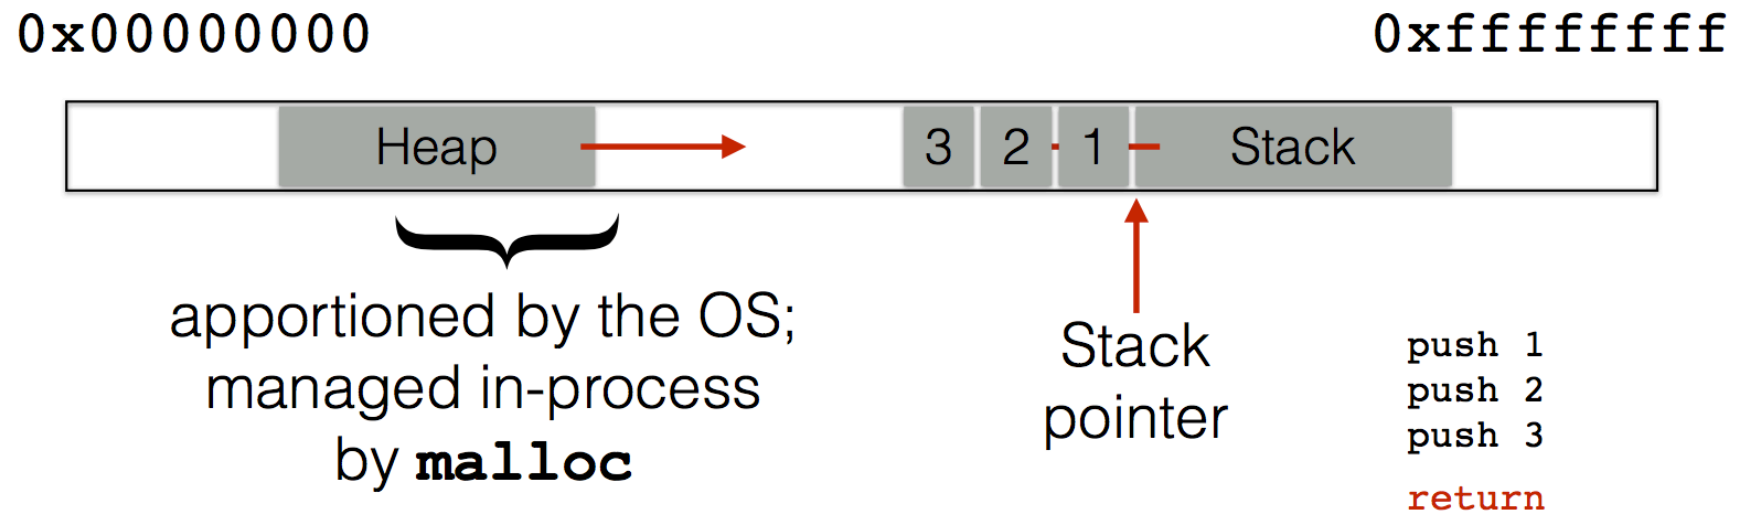 0x00000000 0xffffffff
Heap 3 2 1 Stack
apportioned by the OS;
managed in-process
by malloc
Stack
pointer
push 1
push 2
push 3
return